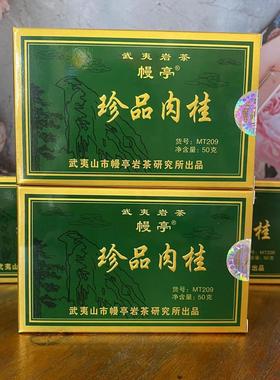 武夷岩茶
幔亭®
珍品肉桂
货号：MT209
净含量：50克
武夷山市幔亭岩茶研究所出品
武夷岩茶
幔亭®
珍品肉桂
货号：MT209
净含量：50克
武夷山市幔亭岩茶研究所出品